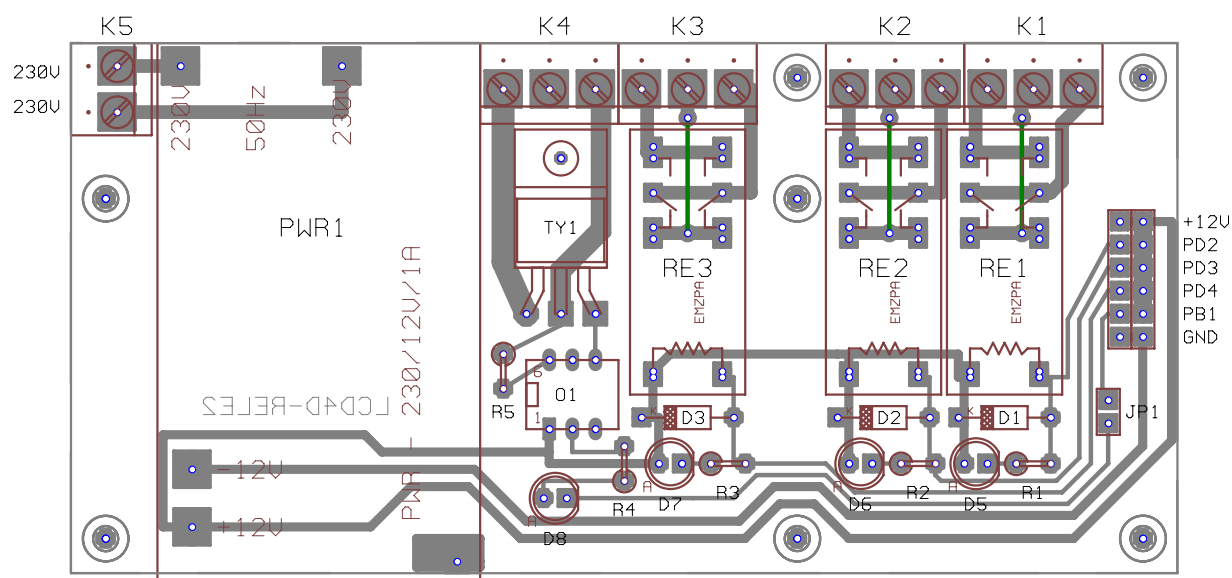 K5
K4
K3
K2
K1
230V
230V
230V
50Hz
230V
PWR1
TY1
RE3
RE2
RE1
EMZPA
EMZPA
EMZPA
+12V
PD2
PD3
PD4
PB1
GND
PWR - 230/12V/1A
LCD4D-RELE2
R5
6
O1
1
K
D3
K
D2
K
D1
JP1
-12V
+12V
A
R4
D7
R3
A
D6
R2
A
D5
R1
A
D8